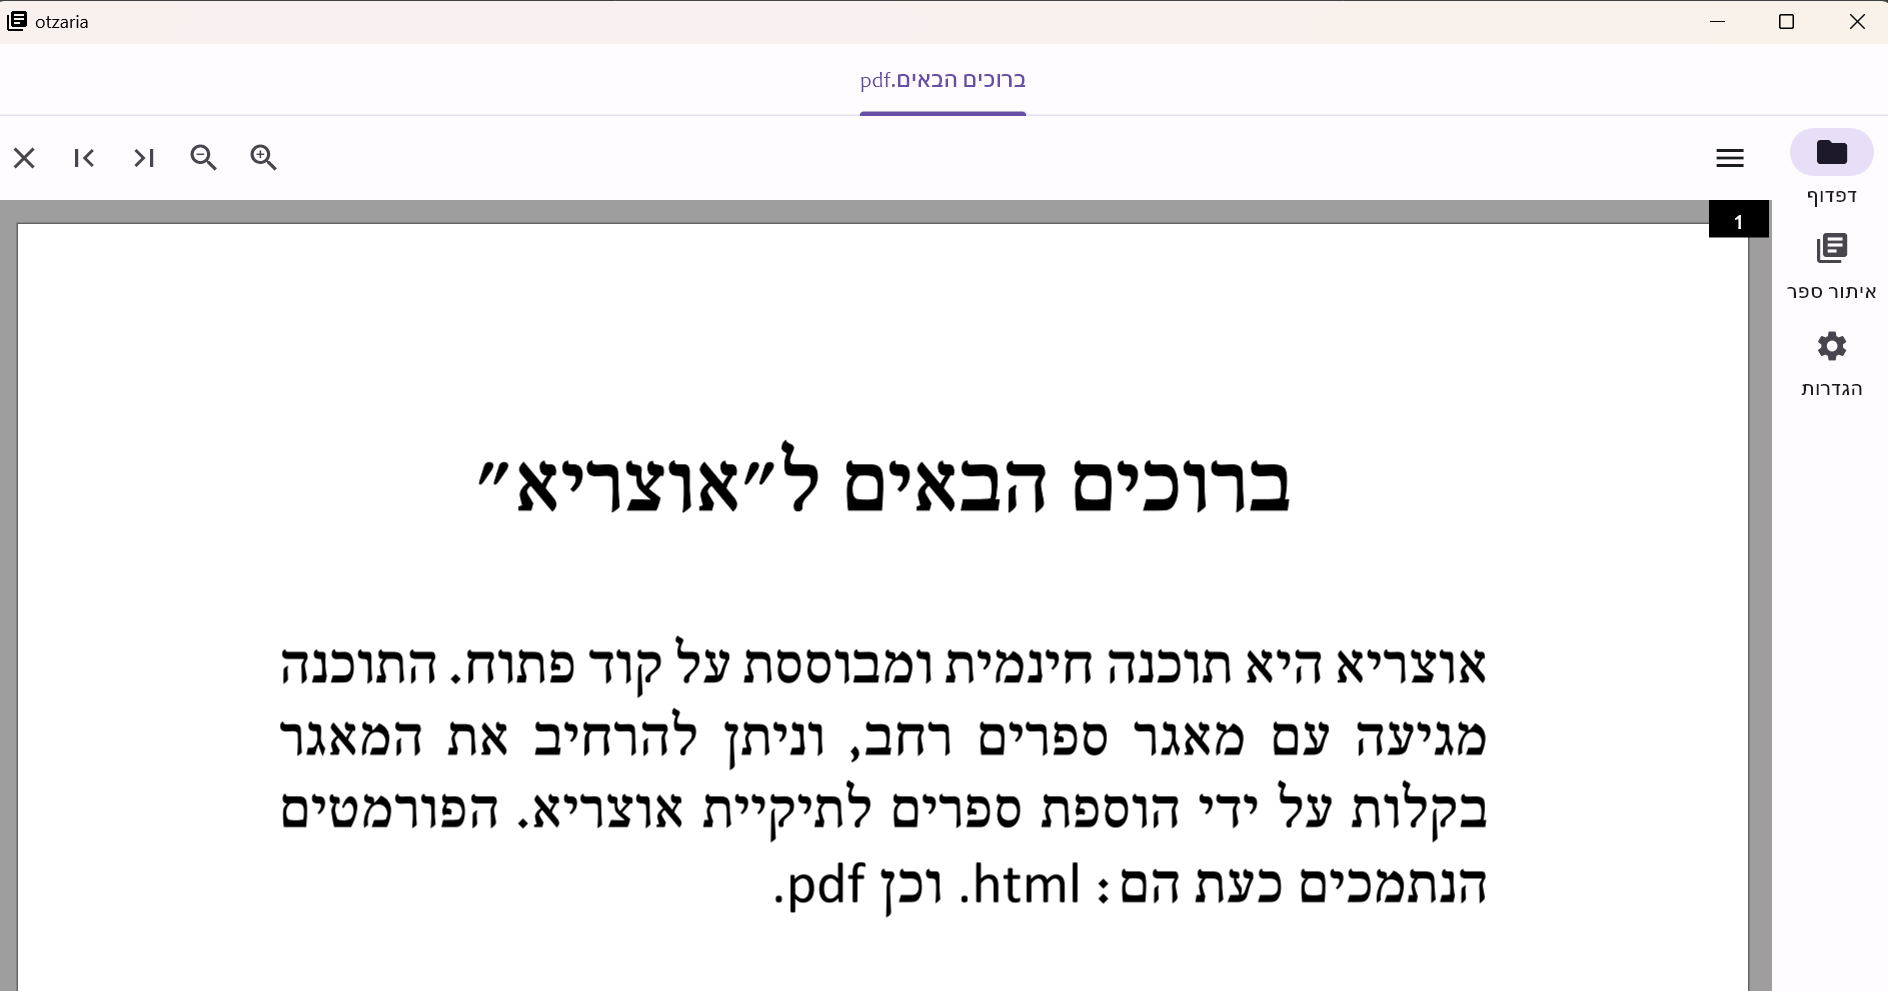 otzaria
ברוכים הבאים.pdf
דפדוף
איתור ספר
הגדרות
1
ברוכים הבאים ל"אוצריא"
אוצריא היא תוכנה חינמית ומבוססת על קוד פתוח. התוכנה
מגיעה עם מאגר ספרים רחב, וניתן להרחיב את המאגר
בקלות על ידי הוספת ספרים לתיקיית אוצריא. הפורמטים
הנתמכים כעת הם: html. וכן pdf.